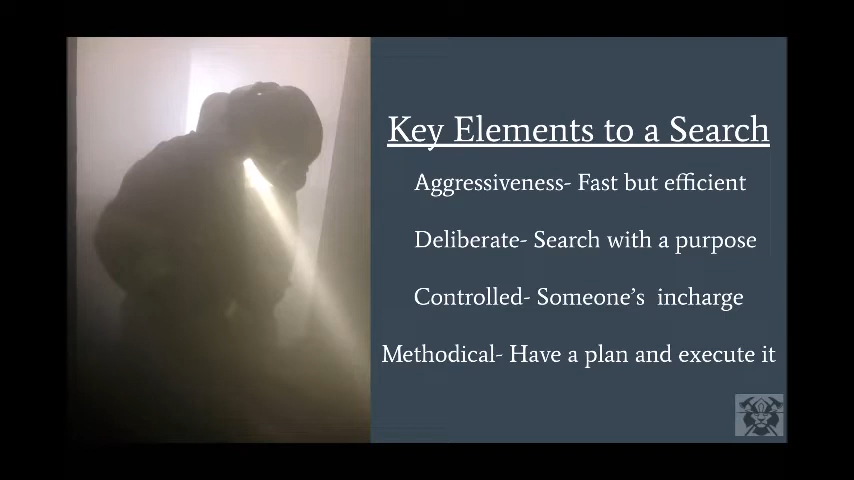 Key Elements to a Search
Aggressiveness- Fast but efficient
Deliberate- Search with a purpose
Controlled- Someone’s  incharge
Methodical- Have a plan and execute it